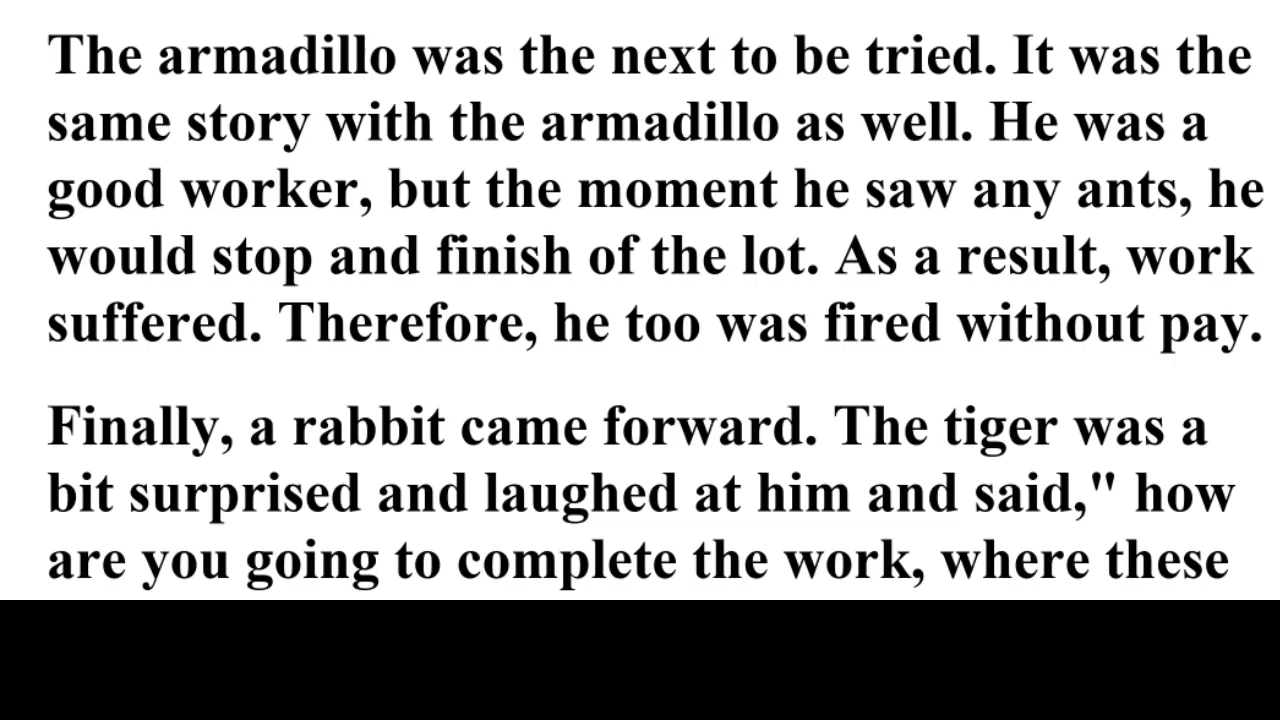 The armadillo was the next to be tried. It was the
same story with the armadillo as well. He was a
good worker, but the moment he saw any ants, he
would stop and finish of the lot. As a result, work
suffered. Therefore, he too was fired without pay.
Finally, a rabbit came forward. The tiger was a
bit surprised and laughed at him and said," how
are you going to complete the work, where these